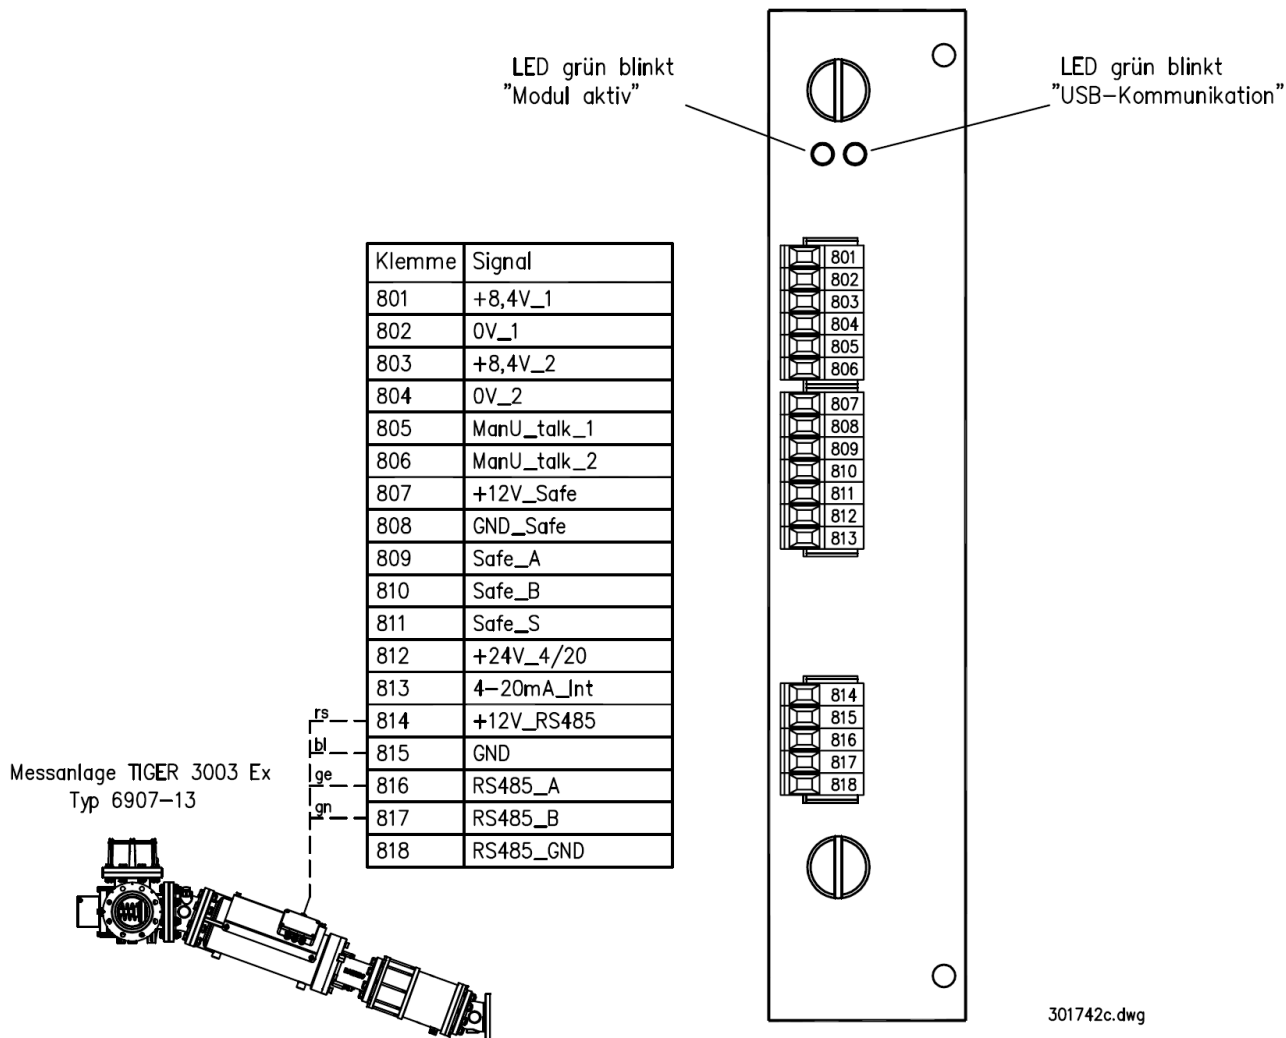 LED grün blinkt
"Modul aktiv"
LED grün blinkt
"USB-Kommunikation"
Klemme Signal
801 +8,4V_1
802 0V_1
803 +8,4V_2
804 0V_2
805 ManU_talk_1
806 ManU_talk_2
807 +12V_Safe
808 GND_Safe
809 Safe_A
810 Safe_B
811 Safe_S
812 +24V_4/20
813 4-20mA_Int
rs 814 +12V_RS485
bl 815 GND
ge 816 RS485_A
gn 817 RS485_B
818 RS485_GND
Messanlage TIGER 3003 Ex
Typ 6907-13
801
802
803
804
805
806
807
808
809
810
811
812
813
814
815
816
817
818
301742c.dwg